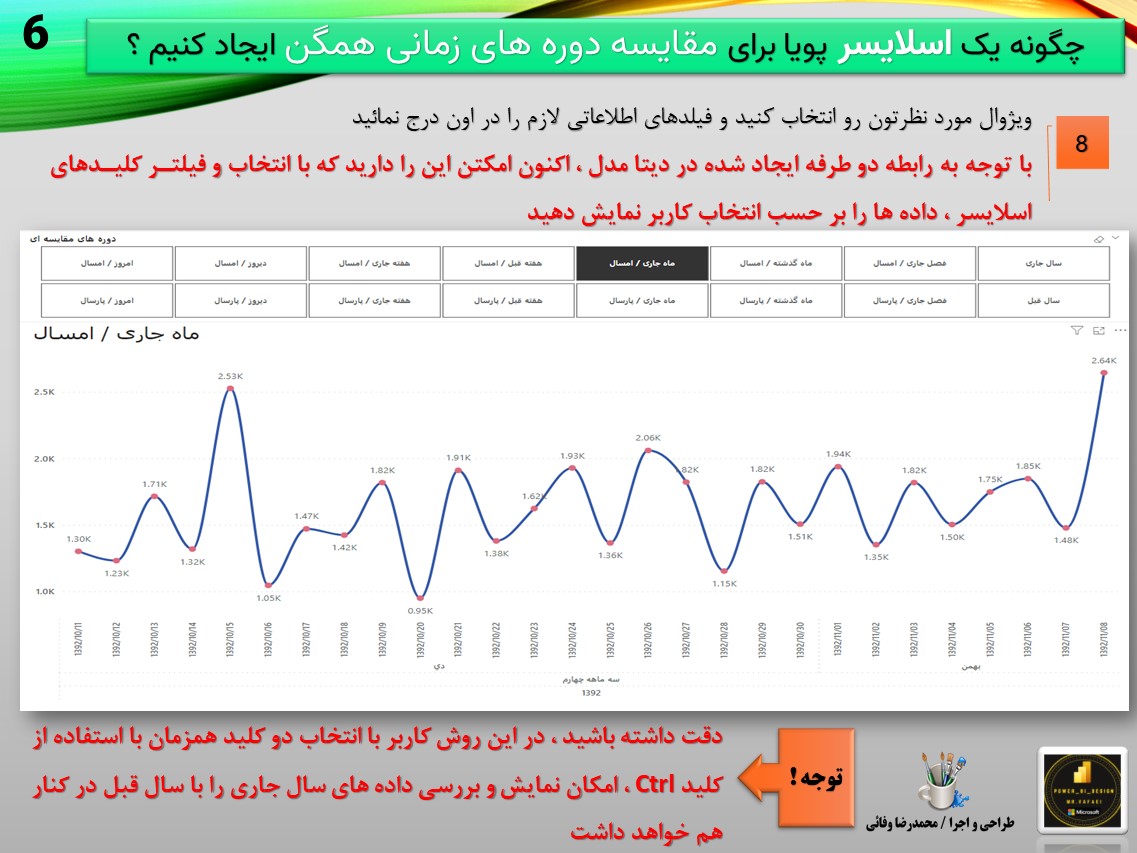 6
چگونه یک اسلایسر پویا برای مقایسه دوره های زمانی همگن ایجاد کنیم ؟
8
ویژوال مورد نظرتون رو انتخاب کنید و فیلدهای اطلاعاتی لازم را در اون درج نمائید
با توجه به رابطه دو طرفه ایجاد شده در دیتا مدل ، اکنون امکتن این را دارید که با انتخاب و فیلتـر کلیـدهای
اسلایسر ، داده ها را بر حسب انتخاب کاربر نمایش دهید
دوره های مقایسه ای
سال جاری فصل جاری / امسال ماه گذشته / امسال ماه جاری / امسال هفته قبل / امسال هفته جاری / امسال دیروز / امسال امروز / امسال
سال قبل فصل جاری / پارسال ماه گذشته / پارسال ماه جاری / پارسال هفته قبل / پارسال هفته جاری / پارسال دیروز / پارسال امروز / پارسال
ماه جاری / امسال
2.5K
2.0K
1.5K
1.0K
1.30K 1.23K 1.71K 1.32K 2.53K 1.05K 1.47K 1.42K 1.82K 0.95K 1.91K 1.38K 1.62K 1.93K 1.36K 2.06K .82K 1.15K 1.82K 1.51K 1.94K 1.35K 1.82K 1.50K 1.75K 1.85K 1.48K 2.64K
1392/10/11 1392/10/12 1392/10/13 1392/10/14 1392/10/15 1392/10/16 1392/10/17 1392/10/18 1392/10/19 1392/10/20 1392/10/21 1392/10/22 1392/10/23 1392/10/24 1392/10/25 1392/10/26 1392/10/27 1392/10/28 1392/10/29 1392/10/30 1392/11/01 1392/11/02 1392/11/03 1392/11/04 1392/11/05 1392/11/06 1392/11/07 1392/11/08
دي بهمن
سه ماهه چهارم
1392
توجه !
دقت داشته باشید ، در این روش کاربر با انتخاب دو کلید همزمان با استفاده از
کلید Ctrl ، امکان نمایش و بررسی داده های سال جاری را با سال قبل در کنار
هم خواهد داشت
طراحی و اجرا / محمدرضا وفائی
POWER_BI_DESIGN
MR.VAFAEI
Microsoft